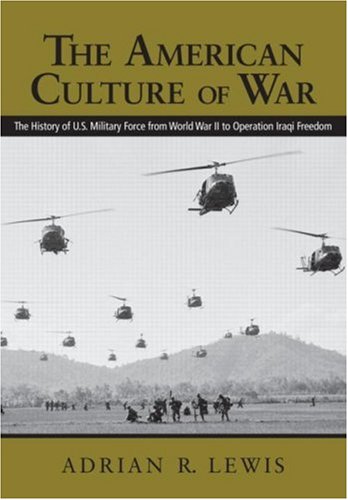 THE AMERICAN
CULTURE OF WAR
The History of U.S. Military Force from World War II to Operation Iraqi Freedom
ADRIAN R. LEWIS